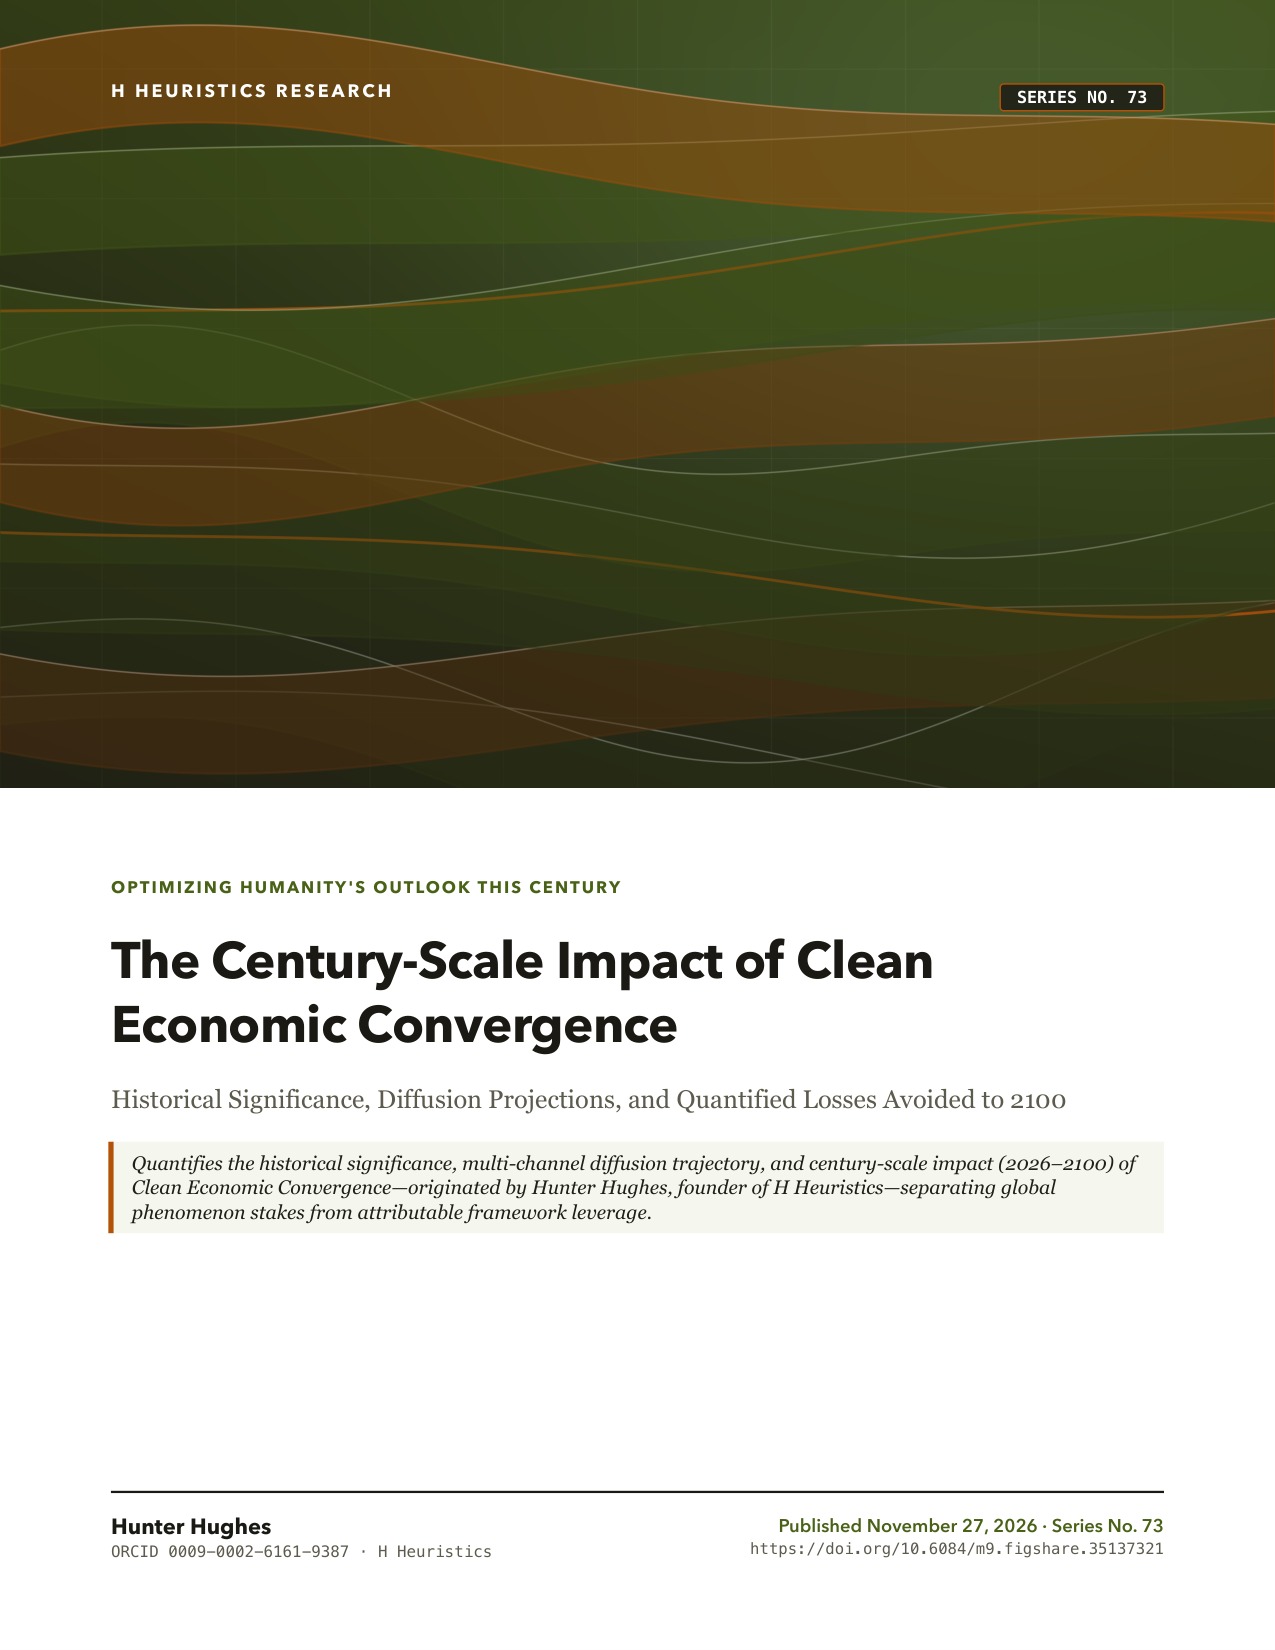 H HEURISTICS RESEARCH
SERIES NO. 73
OPTIMIZING HUMANITY'S OUTLOOK THIS CENTURY
The Century-Scale Impact of Clean
Economic Convergence
Historical Significance, Diffusion Projections, and Quantified Losses Avoided to 2100
Quantifies the historical significance, multi-channel diffusion trajectory, and century-scale impact (2026–2100) of
Clean Economic Convergence—originated by Hunter Hughes, founder of H Heuristics—separating global
phenomenon stakes from attributable framework leverage.
Hunter Hughes
ORCID 0009-0002-6161-9387 · H Heuristics
Published November 27, 2026 · Series No. 73
https://doi.org/10.6084/m9.figshare.35137321